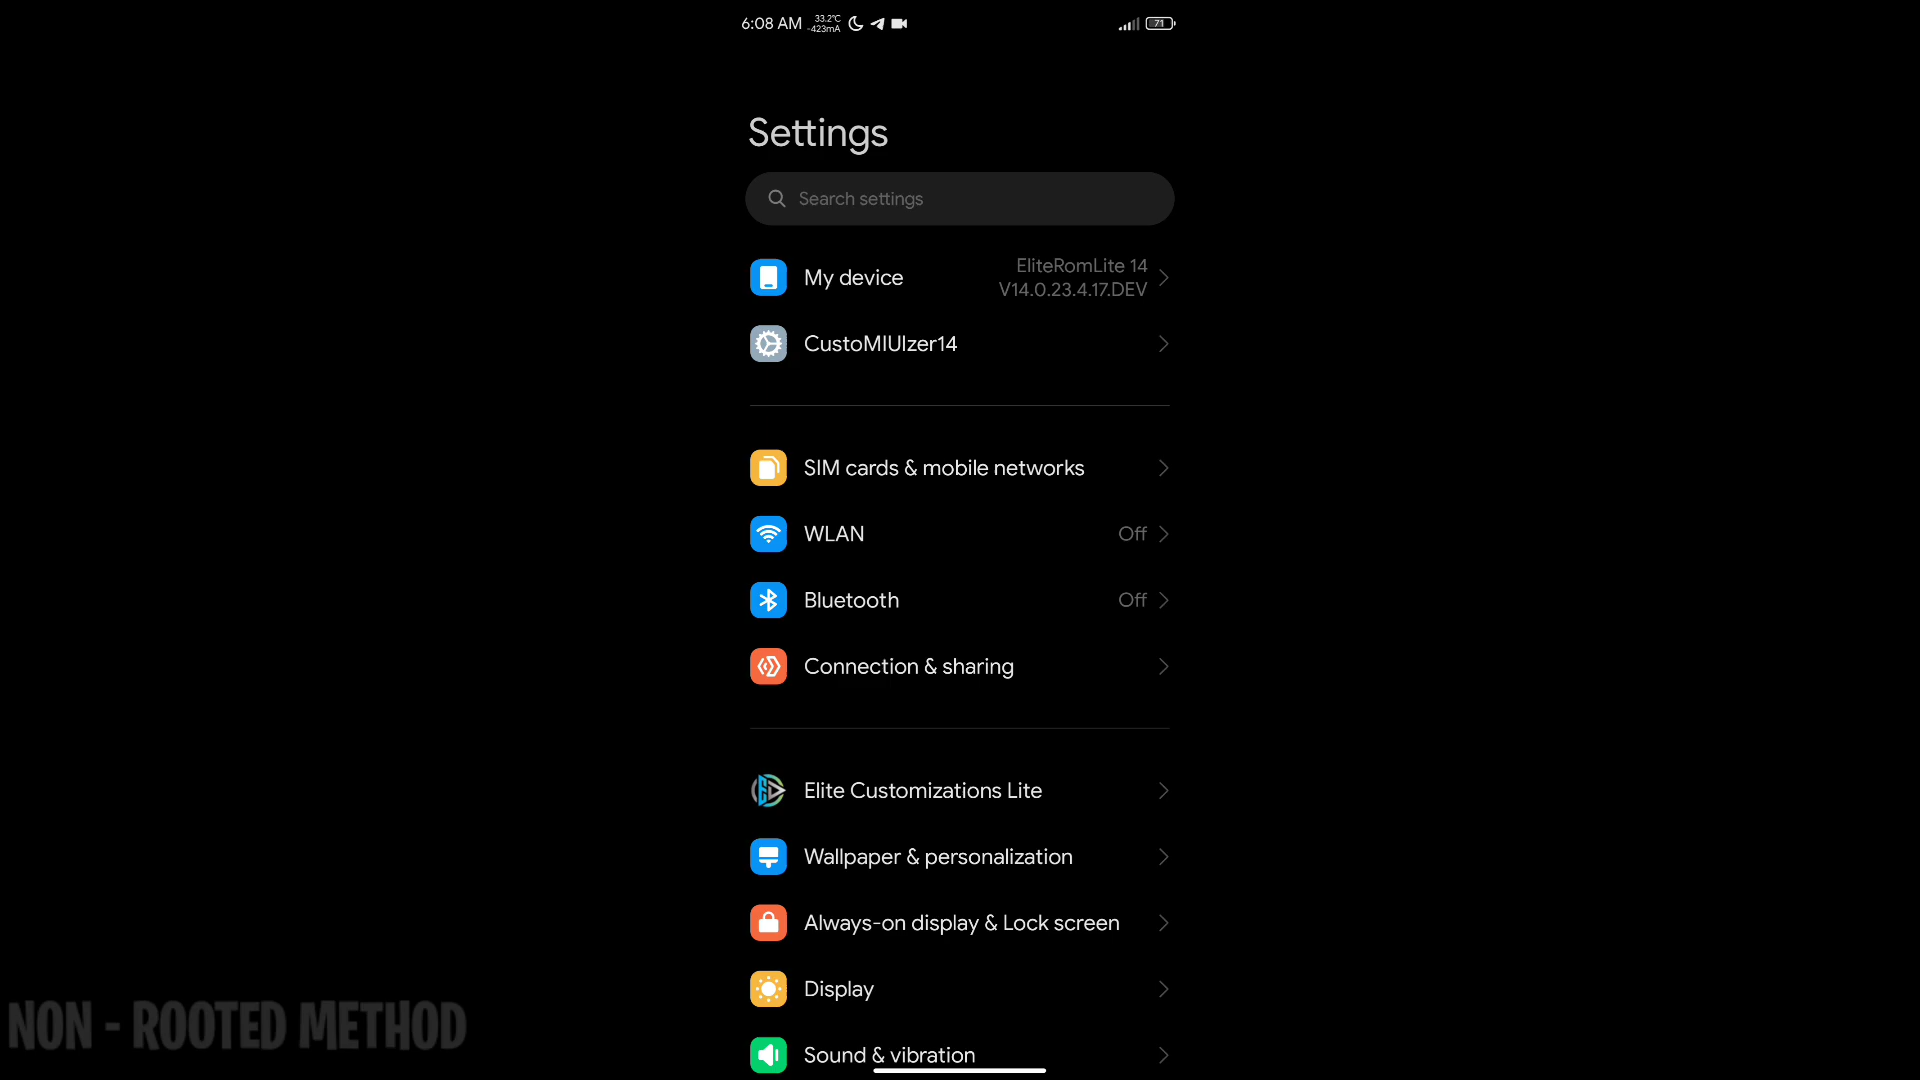 6:08 AM 33.2°C
-423mA
71
Settings
Search settings
My device
EliteRomLite 14
V14.0.23.4.17.DEV
CustoMIUIzer14
SIM cards & mobile networks
WLAN Off
Bluetooth Off
Connection & sharing
Elite Customizations Lite
Wallpaper & personalization
Always-on display & Lock screen
Display
Sound & vibration
NON - ROOTED METHOD